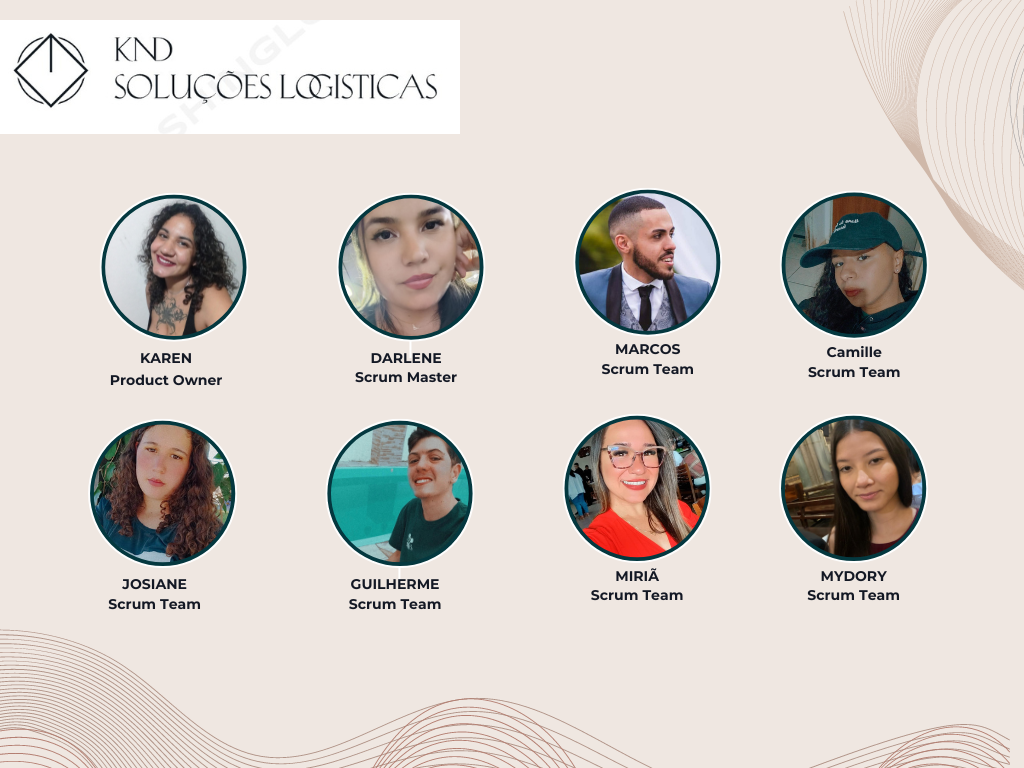 KND
SOLUÇÕES LOGISTICAS
KAREN
Product Owner
DARLENE
Scrum Master
MARCOS
Scrum Team
Camille
Scrum Team
JOSIANE
Scrum Team
GUILHERME
Scrum Team
MIRIÃ
Scrum Team
MYDORY
Scrum Team